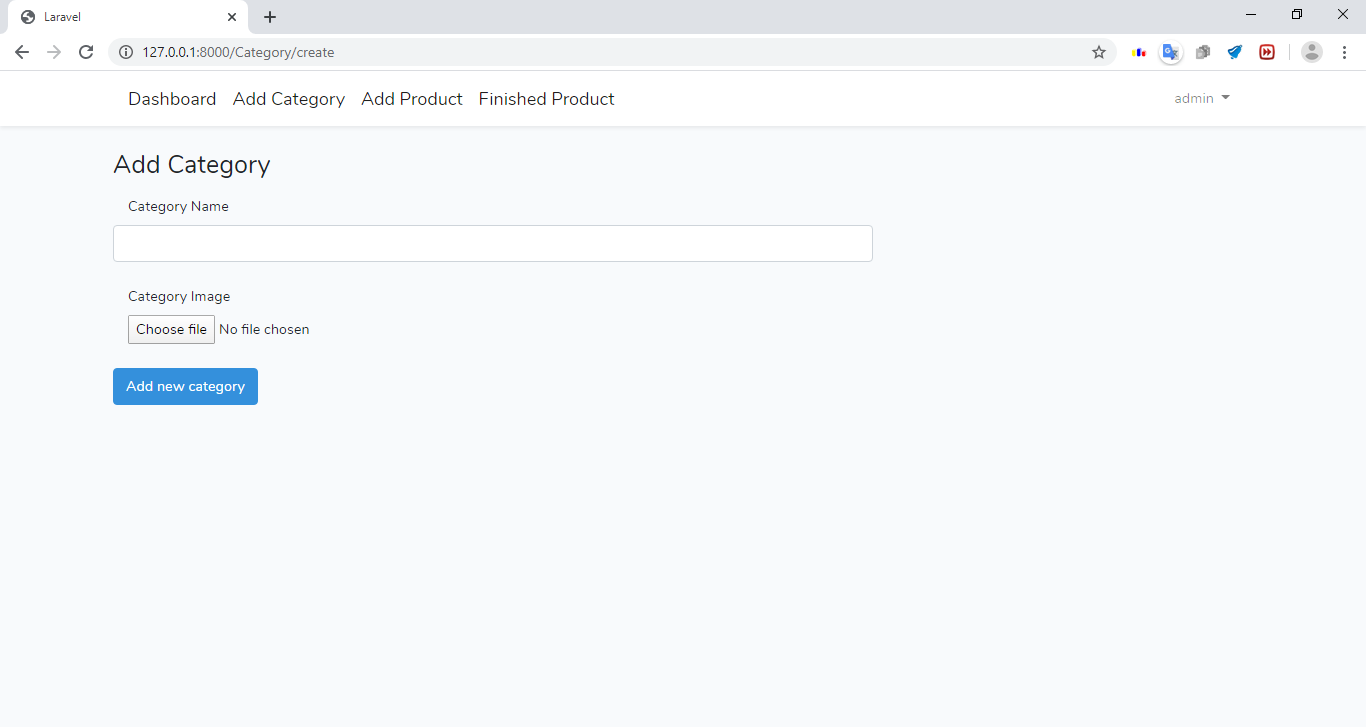 Laravel
127.0.0.1:8000/Category/create
Dashboard Add Category Add Product Finished Product admin
Add Category
Category Name
Category Image
Choose file No file chosen
Add new category